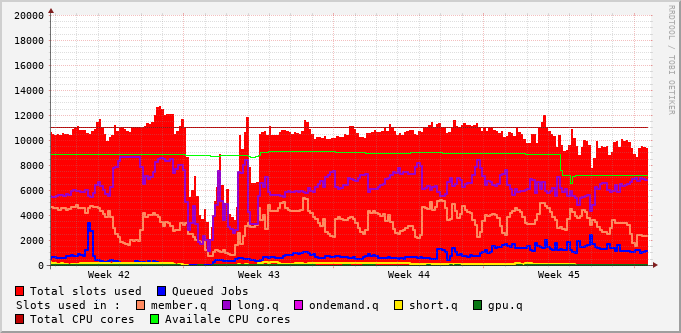 RRDTOOL / TOBI OETIKER
20000
18000
16000
14000
12000
10000
8000
6000
4000
2000
0
Week 42 Week 43 Week 44 Week 45
Total slots used Queued Jobs
Slots used in : member.q long.q ondemand.q short.q gpu.q
Total CPU cores Availale CPU cores